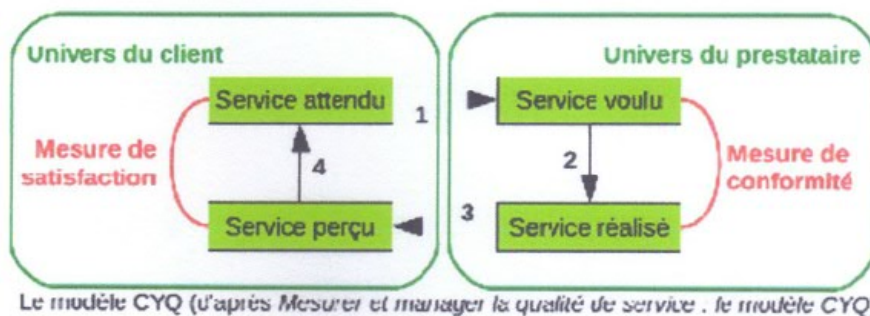 Univers du client
Univers du prestataire
Service attendu
1
Service voulu
Mesure de
satisfaction
4
2
Mesure de
conformité
Service perçu
3
Service réalisé
Le modèle CYQ (d'après Mesurer et manager la qualité de service : le modèle CYQ